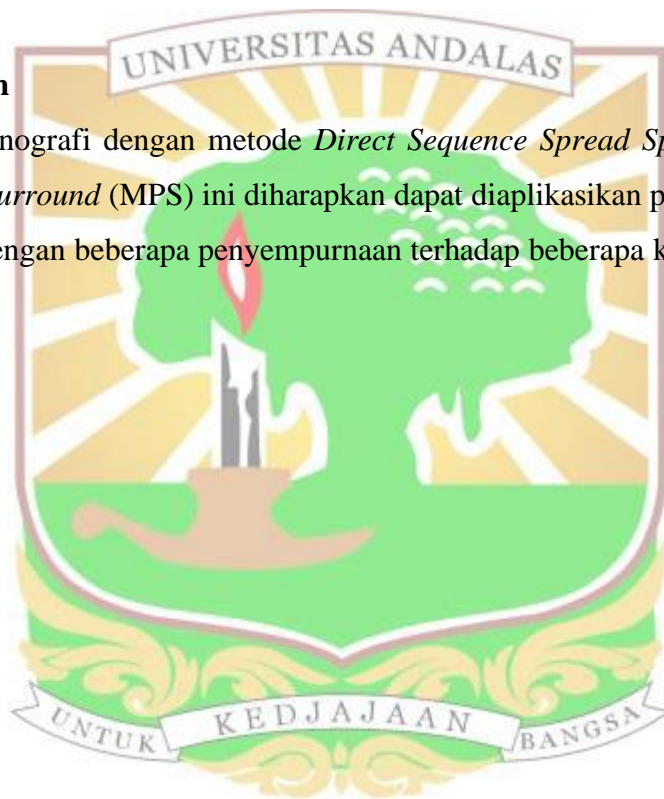 UNIVERSITAS ANDALAS
nografi dengan metode Direct Sequence Spread Sp
urround (MPS) ini diharapkan dapat diaplikasikan p
engan beberapa penyempurnaan terhadap beberapa k
UNTUK KEDJAJAAN BANGSA